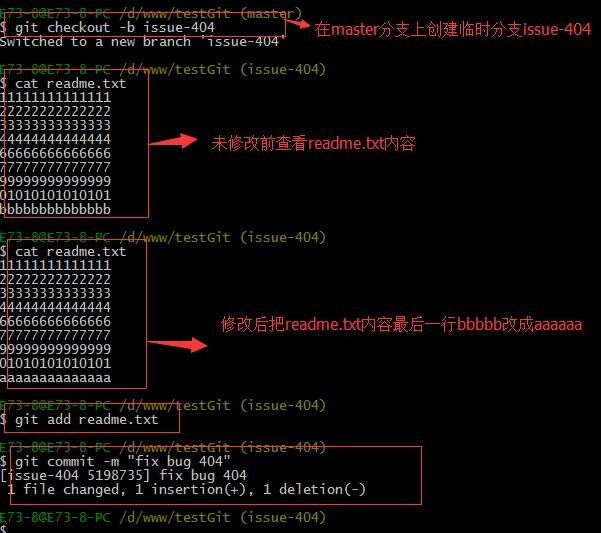 E73-8@E73-8-PC /d/www/testGit (master)
$ git checkout -b issue-404
在master分支上创建临时分支issue-404
Switched to a new branch 'issue-404'
E73-8@E73-8-PC /d/www/testGit (issue-404)
$ cat readme.txt
11111111111111
22222222222222
33333333333333
44444444444444
未修改前查看readme.txt内容
66666666666666
77777777777777
99999999999999
01010101010101
bbbbbbbbbbbbbb
E73-8@E73-8-PC /d/www/testGit (issue-404)
$ cat readme.txt
11111111111111
22222222222222
33333333333333
44444444444444
66666666666666
修改后把readme.txt内容最后一行bbbbb改成aaaaaa
77777777777777
99999999999999
01010101010101
aaaaaaaaaaaaaa
E73-8@E73-8-PC /d/www/testGit (issue-404)
$ git add readme.txt
E73-8@E73-8-PC /d/www/testGit (issue-404)
$ git commit -m "fix bug 404"
[issue-404 5198735] fix bug 404
1 file changed, 1 insertion(+), 1 deletion(-)
E73-8@E73-8-PC /d/www/testGit (issue-404)
$